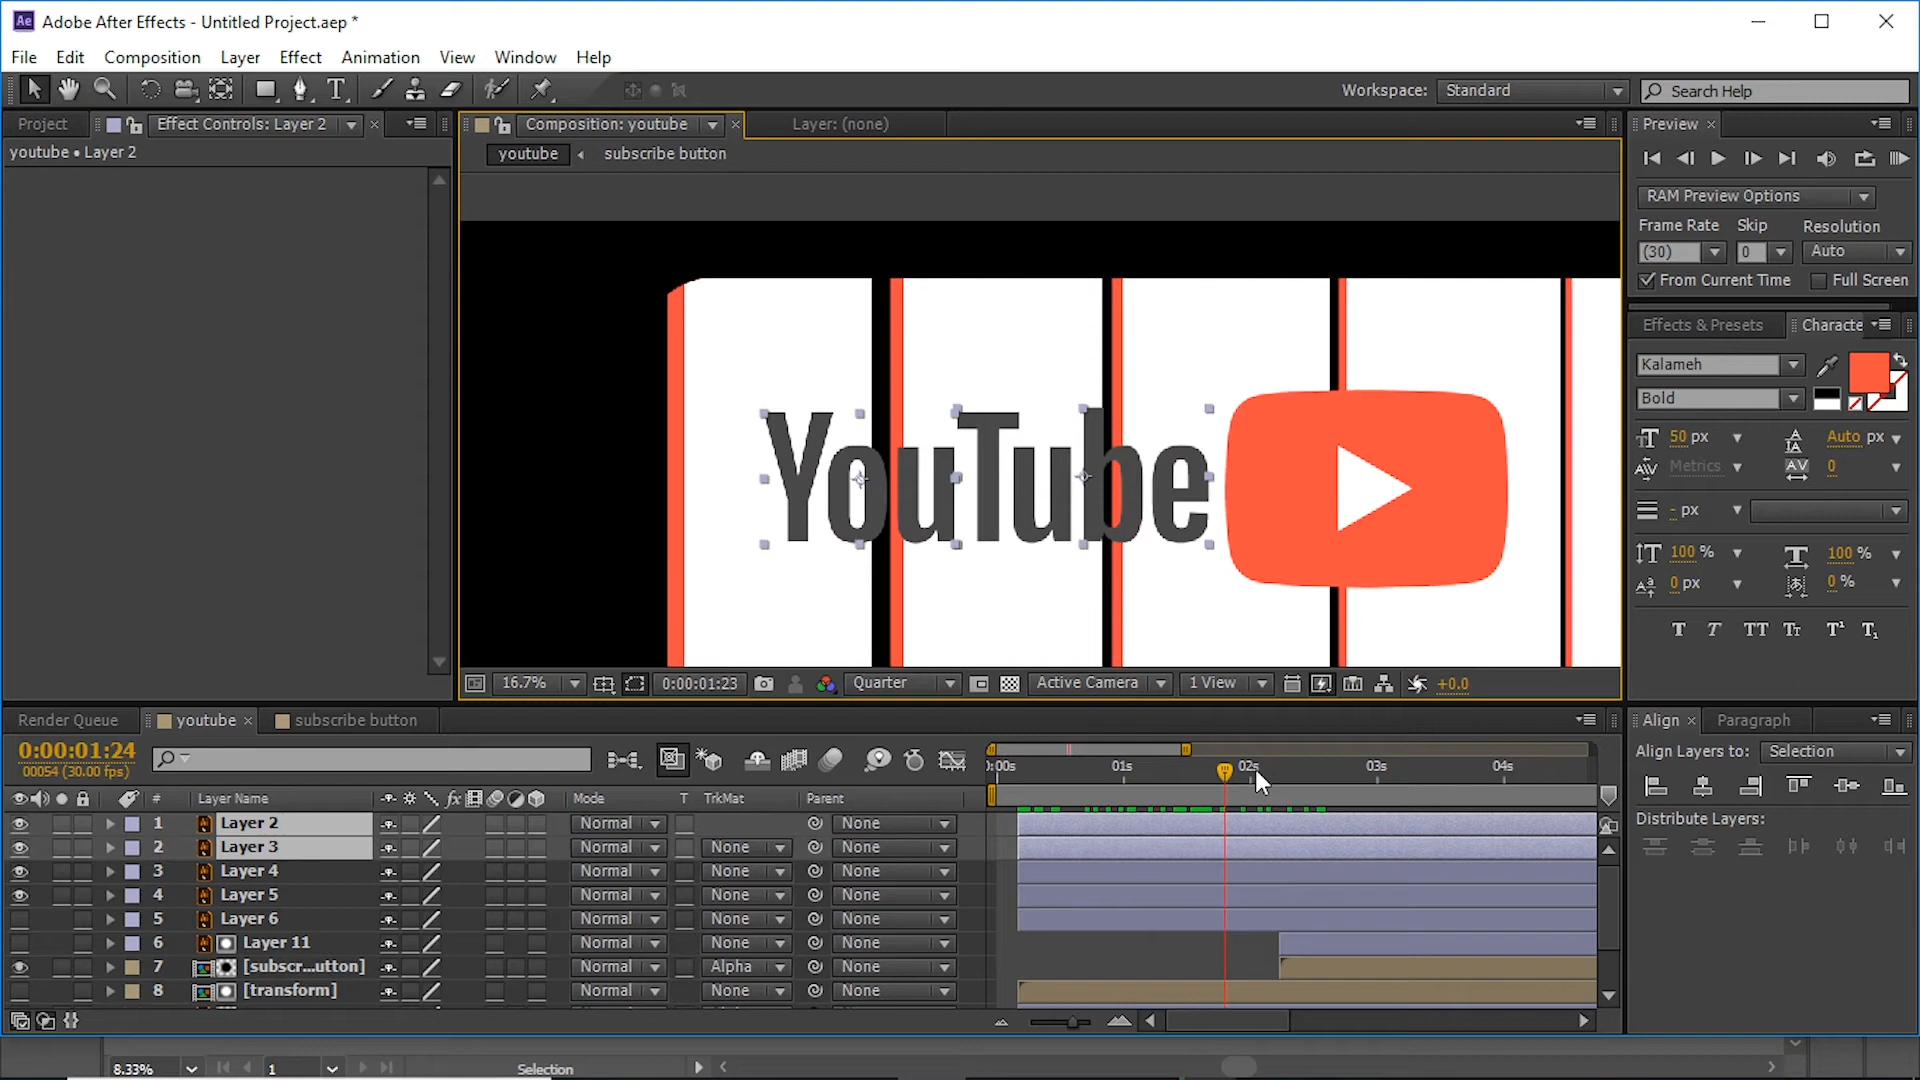 Ae Adobe After Effects - Untitled Project.aep *
File Edit Composition Layer Effect Animation View Window Help
Workspace: Standard Search Help
Project Effect Controls: Layer 2 Composition: youtube Layer: (none) Preview
youtube • Layer 2
youtube subscribe button
RAM Preview Options
Frame Rate Skip Resolution
(30) 0 Auto
From Current Time Full Screen
Effects & Presets Characte
Kalameh
Bold
50 px Auto px
Metrics 0
- px
100 % 100 %
0 px 0 %
YouTube
16.7% 0:00:01:23 Quarter Active Camera 1 View +0.0
Render Queue youtube subscribe button
Align Paragraph
Align Layers to: Selection
Distribute Layers:
0:00:01:24
00054 (30.00 fps)
):00s 01s 02s 03s 04s
# Layer Name Mode T TrkMat Parent
1 Layer 2 Normal None
2 Layer 3 Normal None None
3 Layer 4 Normal None None
4 Layer 5 Normal None None
5 Layer 6 Normal None None
6 Layer 11 Normal None None
7 [subscr...utton] Normal Alpha None
8 [transform] Normal None None
8.33% 1 Selection